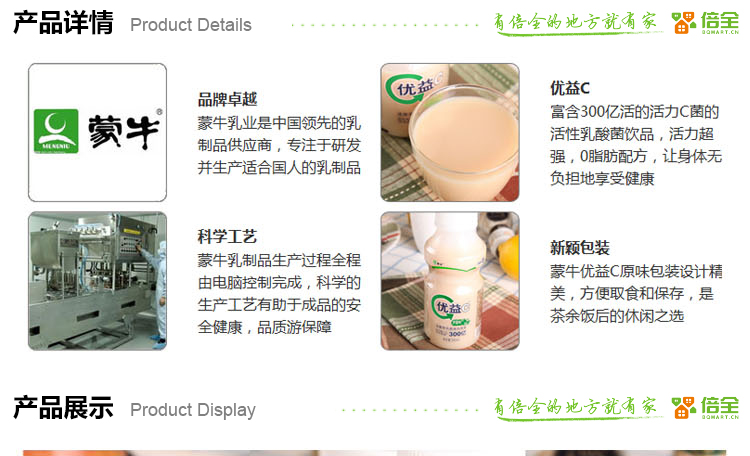 产品详情 Product Details
有倍全的地方就有家
倍全
BQMART.CN
蒙牛
MENGNIU
品牌卓越
蒙牛乳业是中国领先的乳
制品供应商，专注于研发
并生产适合国人的乳制品
优益C
优益C
富含300亿活的活力C菌的
活性乳酸菌饮品，活力超
强，0脂肪配方，让身体无
负担地享受健康
科学工艺
蒙牛乳制品生产过程全程
由电脑控制完成，科学的
生产工艺有助于成品的安
全健康，品质游保障
优益C
300亿
新颖包装
蒙牛优益C原味包装设计精
美，方便取食和保存，是
茶余饭后的休闲之选
产品展示 Product Display
有倍全的地方就有家
倍全
BQMART.CN